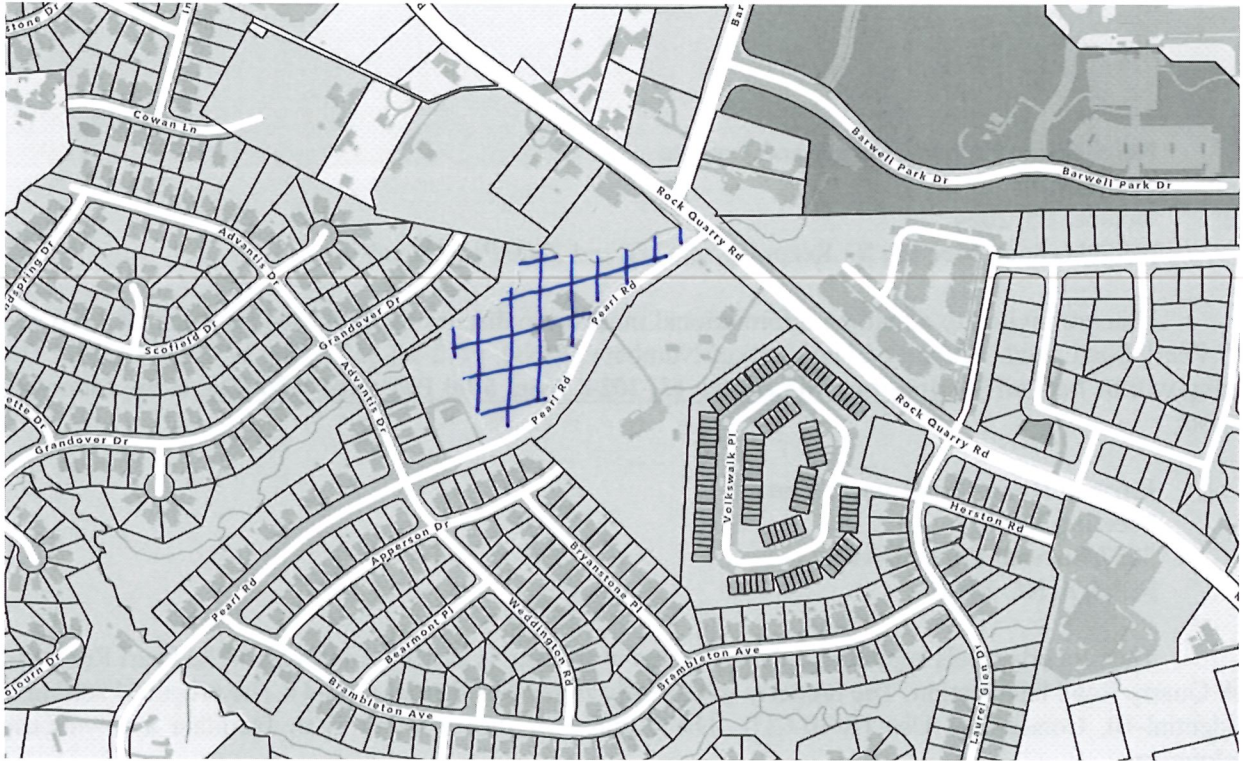 Cowan Ln
Bar
Barwell Park Dr
Barwell Park Dr
Rock Quarry Rd
Advantis Dr
Scofield Dr
Grandover Dr
Pearl Rd
Advantis Dr
Pearl Rd
Rock Quarry Rd
Grandover Dr
Volkswalk Pl
Herston Rd
Apperson Dr
Bryanstone Pl
Pearl Rd
Bearmont Pl
Weddington Rd
Brambleton Ave
Brambleton Ave
Laurel Glen Dr